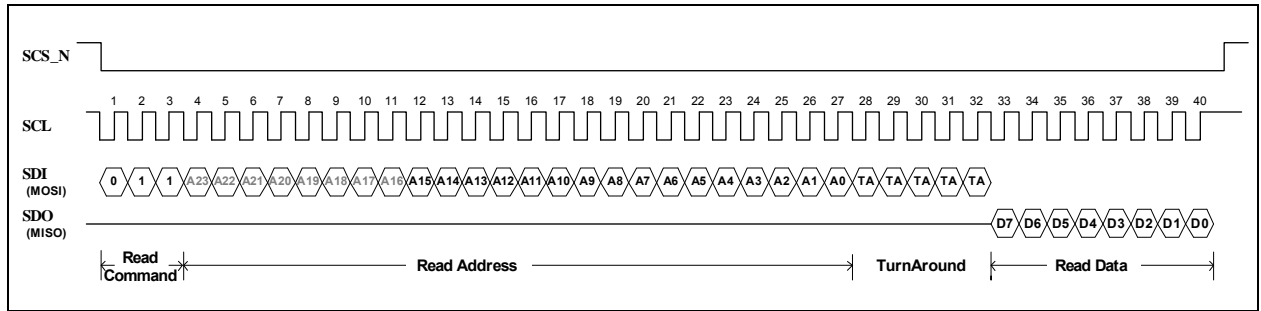 SCS_N
1 2 3 4 5 6 7 8 9 10 11 12 13 14 15 16 17 18 19 20 21 22 23 24 25 26 27 28 29 30 31 32 33 34 35 36 37 38 39 40
SCL
SDI
0 1 1 A23 A22 A21 A20 A19 A18 A17 A16 A15 A14 A13 A12 A11 A10 A9 A8 A7 A6 A5 A4 A3 A2 A1 A0 TA TA TA TA TA
(MOSI)
SDO
D7 D6 D5 D4 D3 D2 D1 D0
(MISO)
Read
Command
Read Address
TurnAround
Read Data